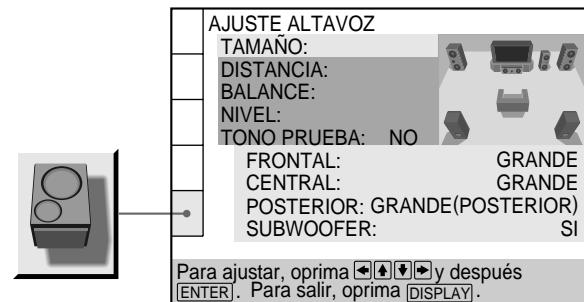 AJUSTE ALTAVOZ
TAMAÑO:
DISTANCIA:
BALANCE:
NIVEL:
TONO PRUEBA: NO
FRONTAL: GRANDE
CENTRAL: GRANDE
POSTERIOR: GRANDE(POSTERIOR)
SUBWOOFER: SI
Para ajustar, oprima ←↑↓→ y después
ENTER. Para salir, oprima DISPLAY.